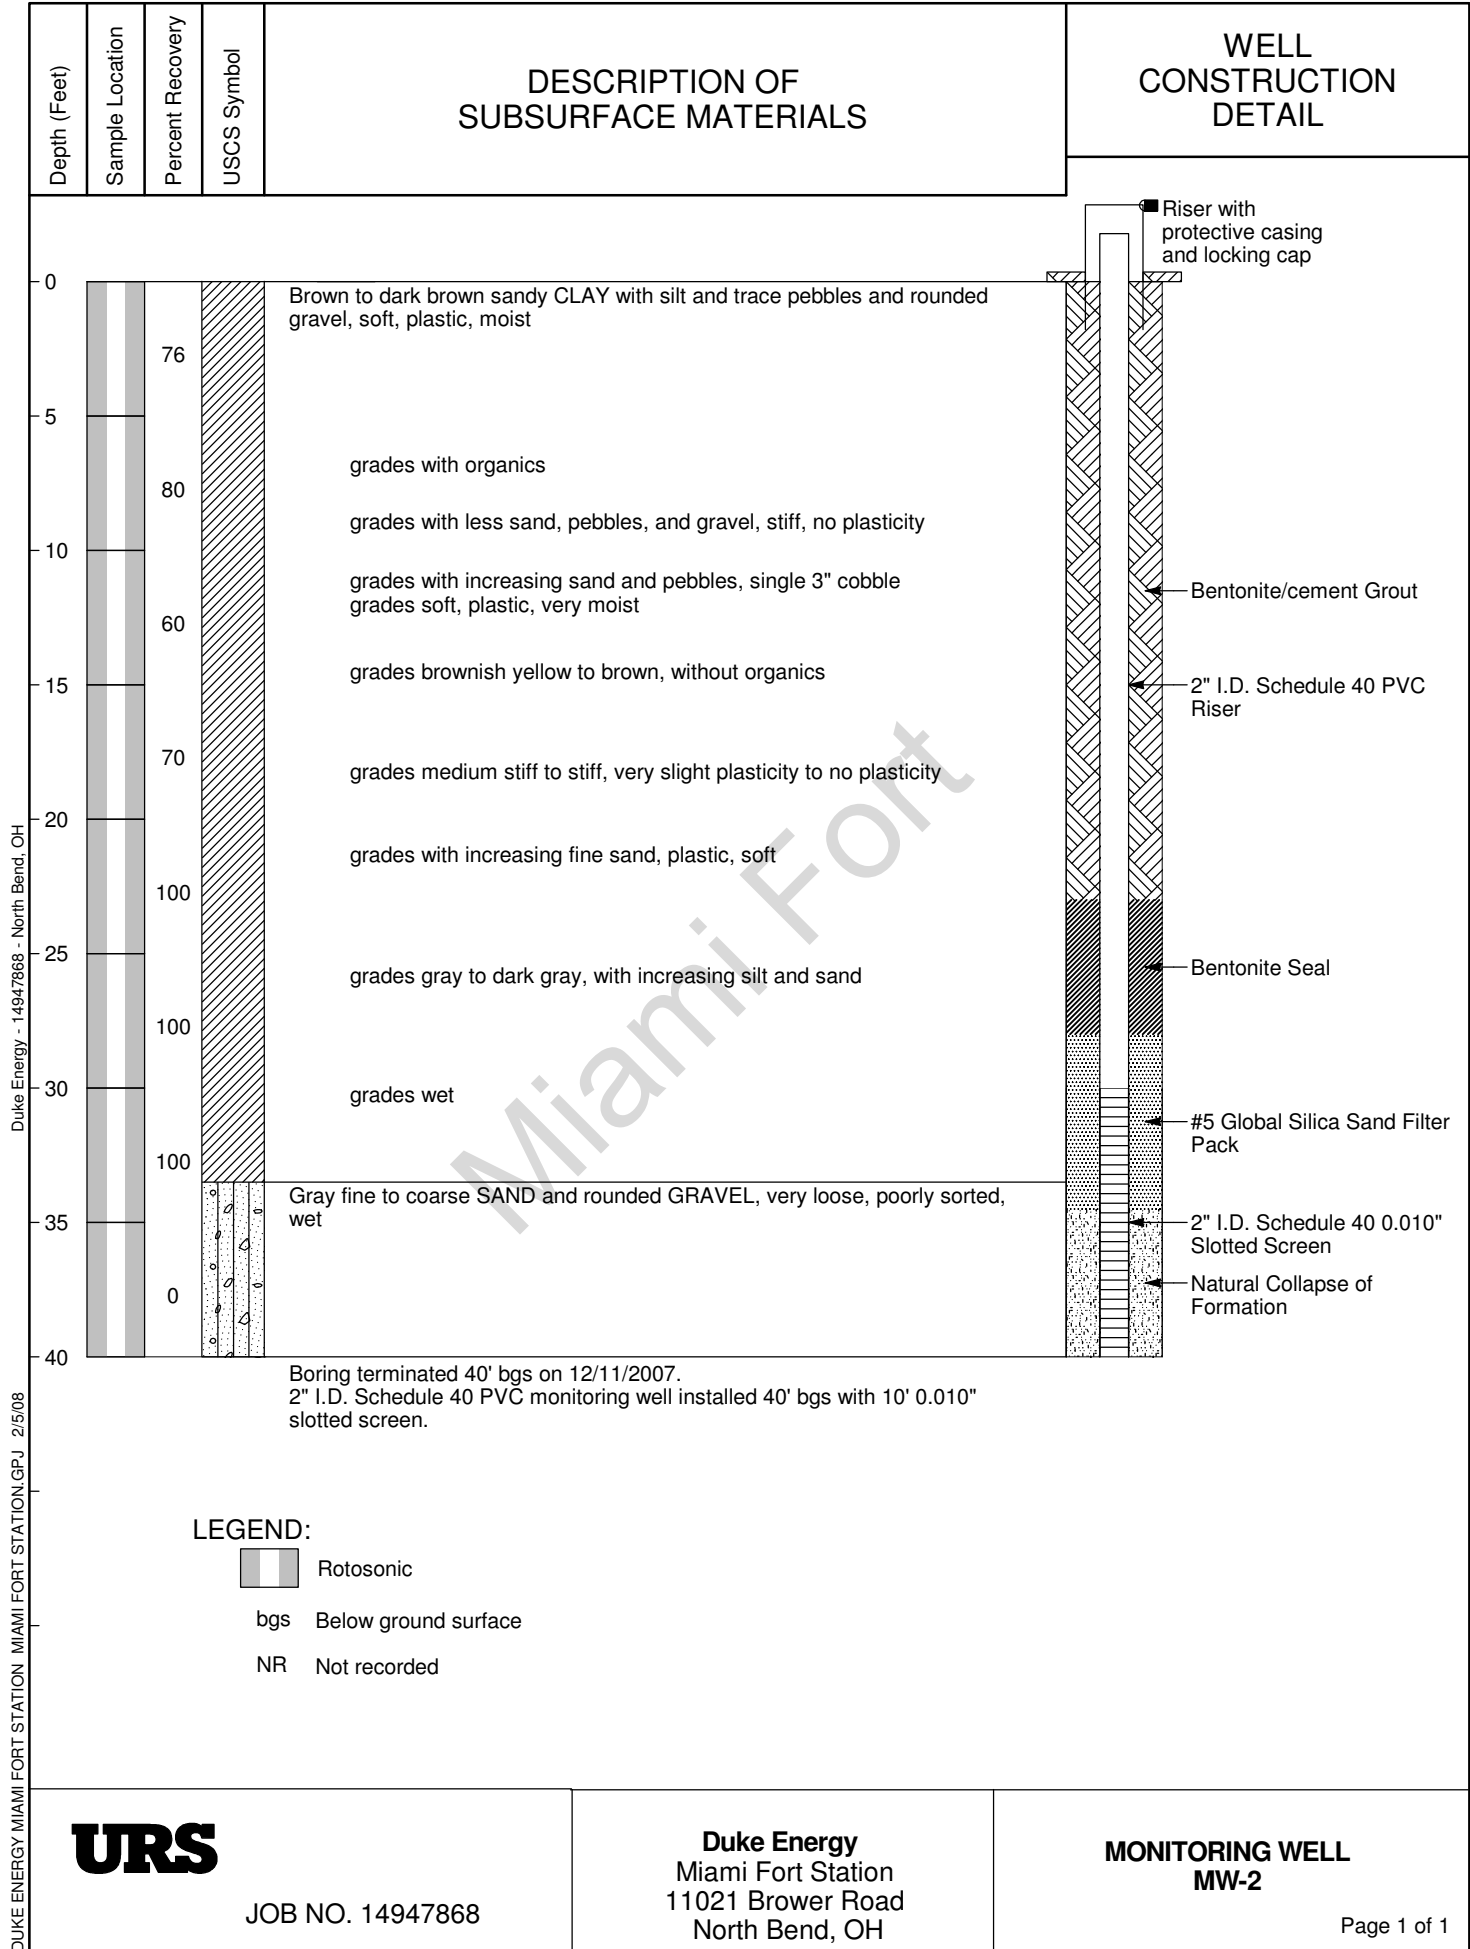 Depth (Feet)
Sample Location
Percent Recovery
USCS Symbol
DESCRIPTION OF
SUBSURFACE MATERIALS
WELL
CONSTRUCTION
DETAIL
Riser with
protective casing
and locking cap
0
Brown to dark brown sandy CLAY with silt and trace pebbles and rounded
gravel, soft, plastic, moist
76
5
grades with organics
80
grades with less sand, pebbles, and gravel, stiff, no plasticity
10
grades with increasing sand and pebbles, single 3" cobble
grades soft, plastic, very moist
Bentonite/cement Grout
60
grades brownish yellow to brown, without organics
15
2" I.D. Schedule 40 PVC
Riser
70
grades medium stiff to stiff, very slight plasticity to no plasticity
20
grades with increasing fine sand, plastic, soft
100
25
grades gray to dark gray, with increasing silt and sand
Bentonite Seal
100
30
grades wet
#5 Global Silica Sand Filter
Pack
100
Gray fine to coarse SAND and rounded GRAVEL, very loose, poorly sorted,
wet
35
2" I.D. Schedule 40 0.010"
Slotted Screen
Natural Collapse of
Formation
0
40
Boring terminated 40' bgs on 12/11/2007.
2" I.D. Schedule 40 PVC monitoring well installed 40' bgs with 10' 0.010"
slotted screen.
Miami Fort
LEGEND:
Rotosonic
bgs Below ground surface
NR Not recorded
Duke Energy - 14947868 - North Bend, OH
DUKE ENERGY MIAMI FORT STATION MIAMI FORT STATION.GPJ 2/5/08
URS
JOB NO. 14947868
Duke Energy
Miami Fort Station
11021 Brower Road
North Bend, OH
MONITORING WELL
MW-2
Page 1 of 1